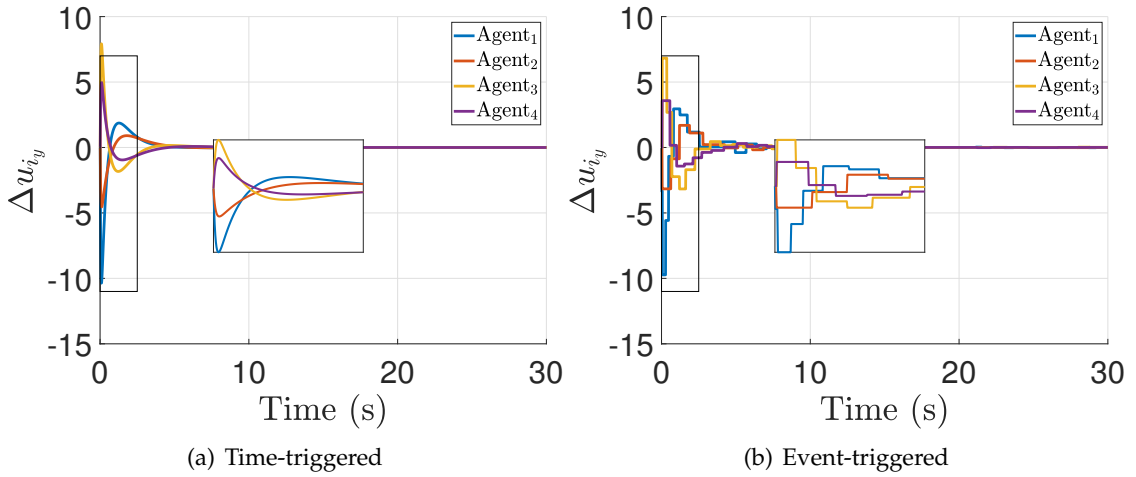 10
5
0
-5
-10
-15
0
10
20
30
Δu_{i_y}
Time (s)
Agent₁
Agent₂
Agent₃
Agent₄
(a) Time-triggered
10
5
0
-5
-10
-15
0
10
20
30
Δu_{i_y}
Time (s)
Agent₁
Agent₂
Agent₃
Agent₄
(b) Event-triggered